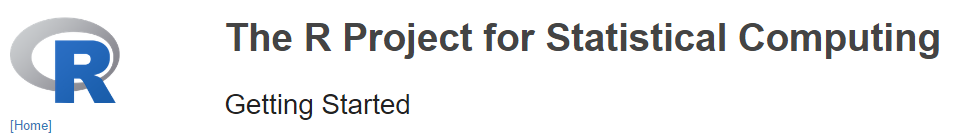 R
The R Project for Statistical Computing
Getting Started
[Home]